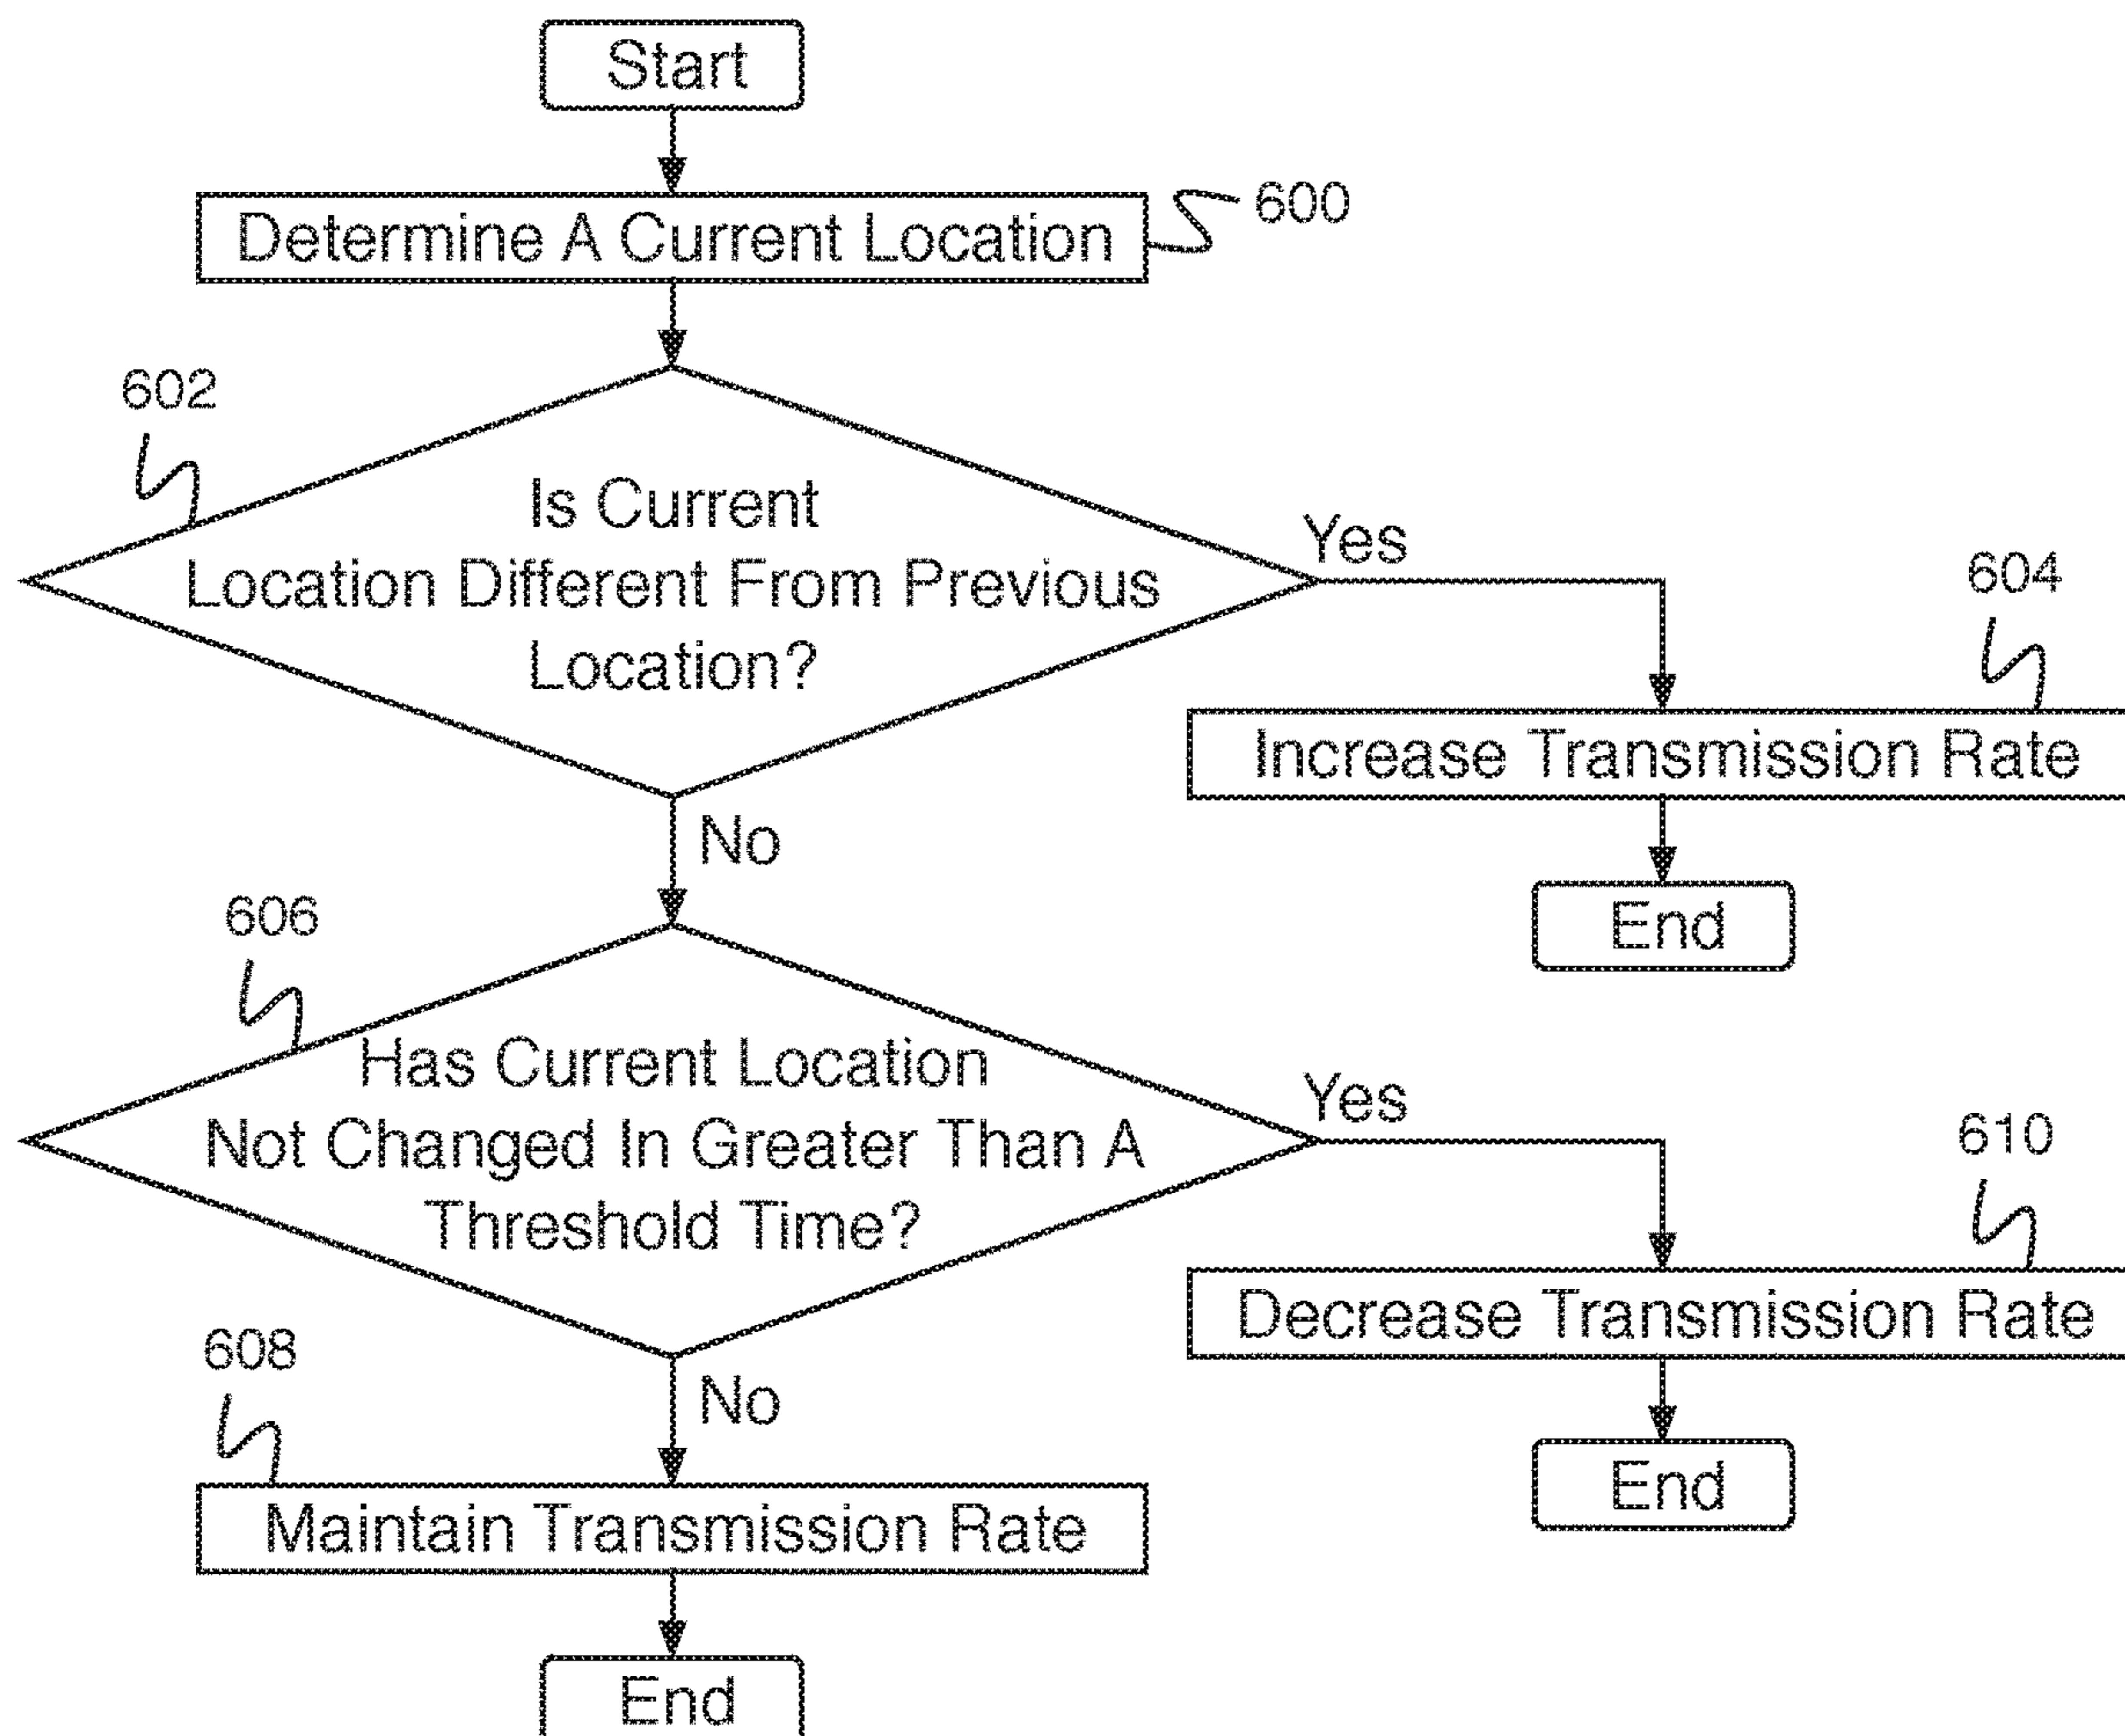 Start
Determine A Current Location
600
602
Is Current
Location Different From Previous
Location?
Yes
604
Increase Transmission Rate
No
End
606
Has Current Location
Not Changed In Greater Than A
Threshold Time?
Yes
610
Decrease Transmission Rate
608
No
End
Maintain Transmission Rate
End